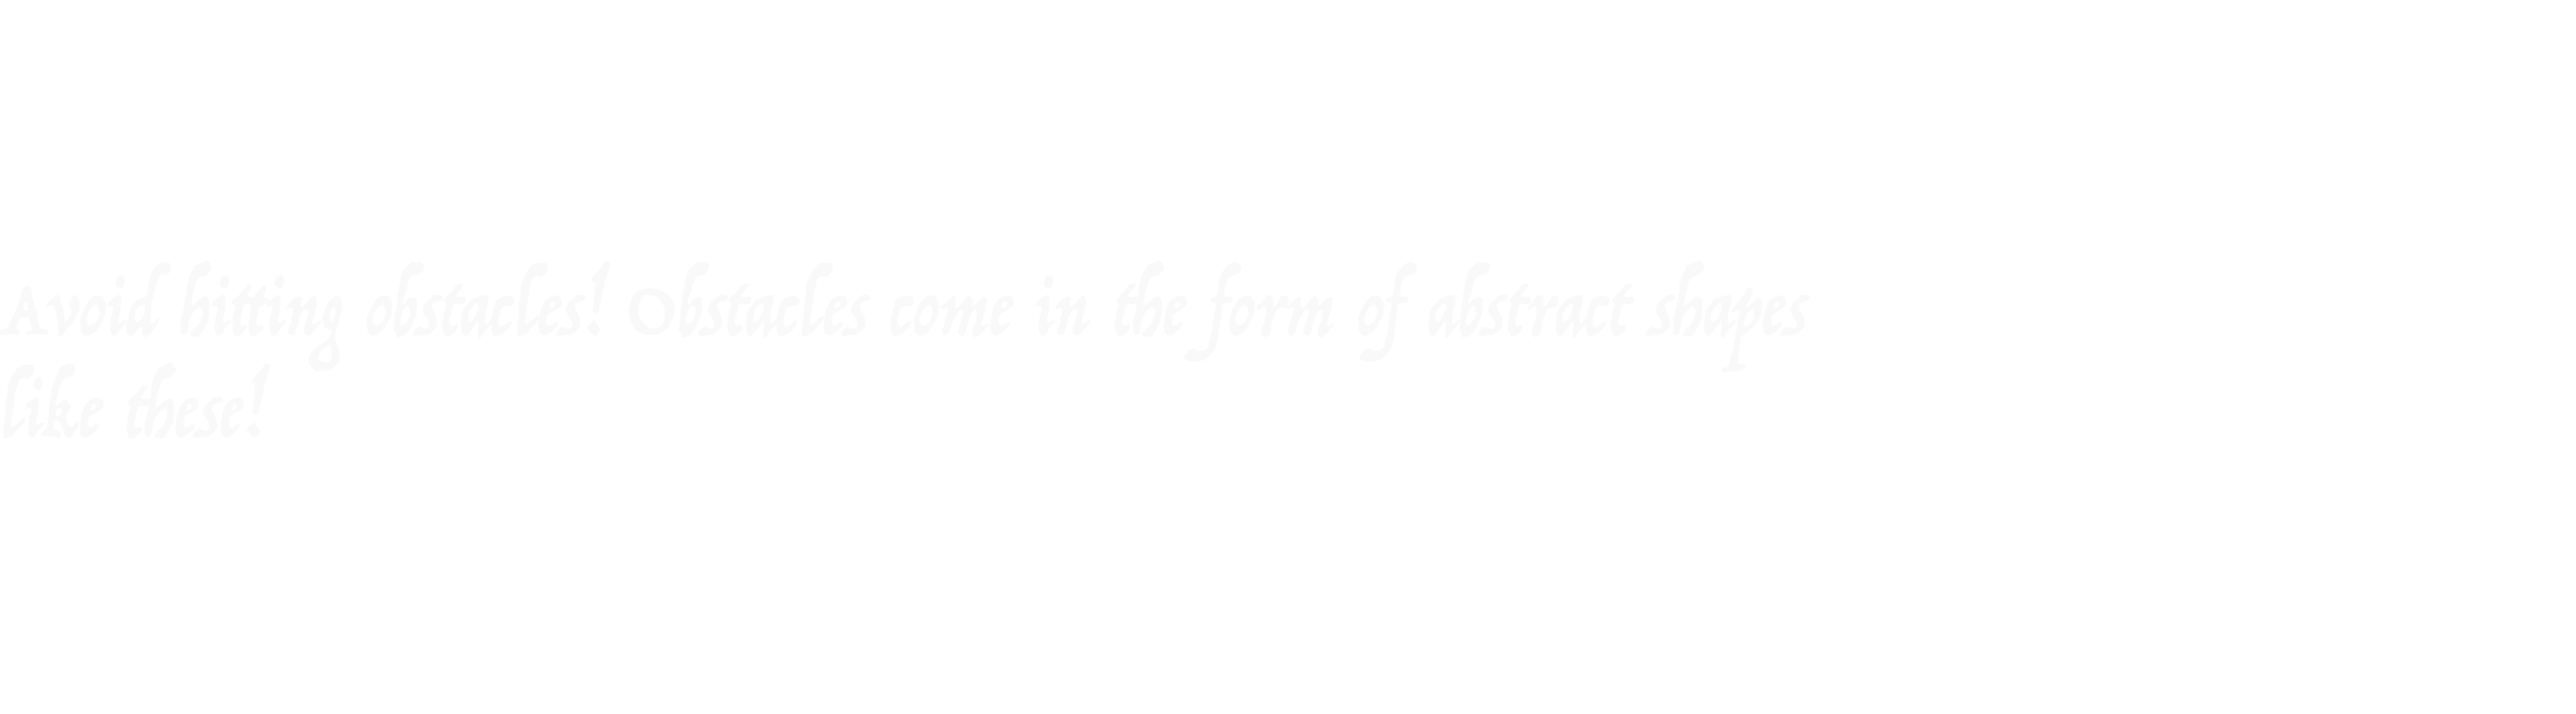 Avoid hitting obstacles! Obstacles come in the form of abstract shapes
like these!